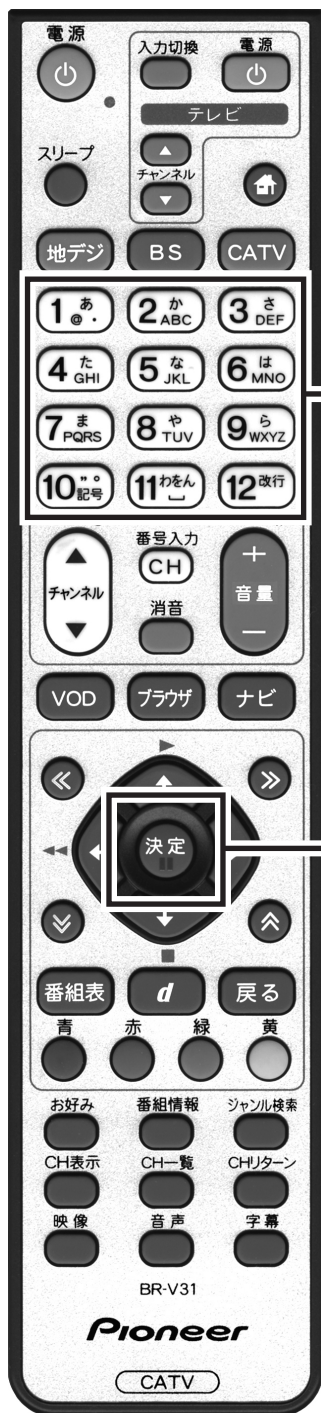 電源
入力切換 電源
テレビ
スリープ
チャンネル
地デジ BS CATV
1 あ @. 2 か ABC 3 さ DEF
4 た GHI 5 な JKL 6 は MNO
7 ま PQRS 8 や TUV 9 ら WXYZ
10 ゛゜ 記号 11 わをん 12 改行
番号入力
チャンネル CH + 音量 −
消音
VOD ブラウザ ナビ
決定
番組表 d 戻る
青 赤 緑 黄
お好み 番組情報 ジャンル検索
CH表示 CH一覧 CHリターン
映像 音声 字幕
BR-V31
Pioneer
CATV